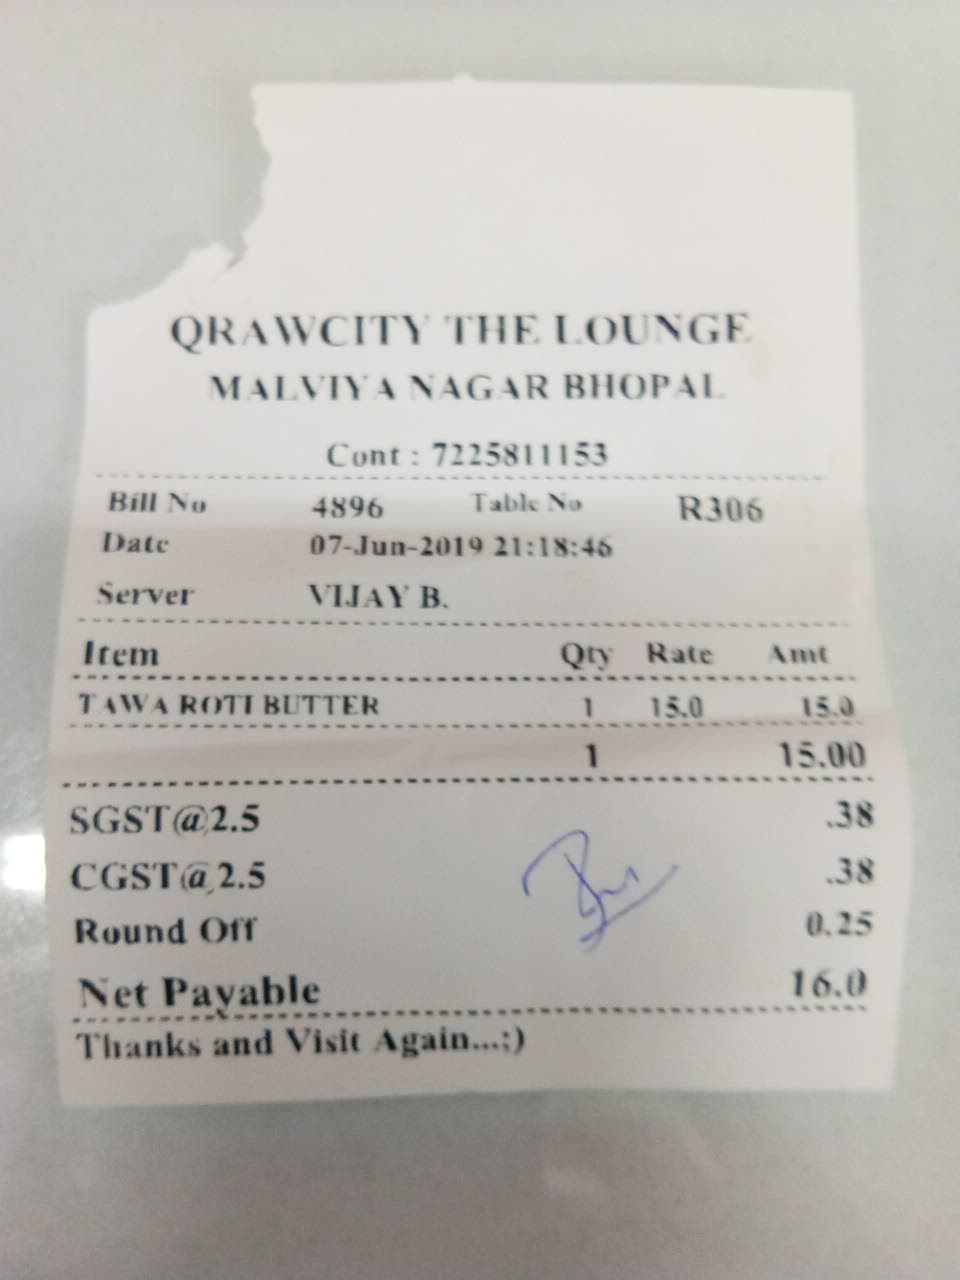 QRAWCITY THE LOUNGE
MALVIYA NAGAR BHOPAL
Cont : 7225811153
Bill No 4896 Table No R306
Date 07-Jun-2019 21:18:46
Server VIJAY B.
Item Qty Rate Amt
TAWA ROTI BUTTER 1 15.0 15.0
1 15.00
SGST@2.5 .38
CGST@2.5 .38
Round Off 0.25
Net Payable 16.0
Thanks and Visit Again...;)